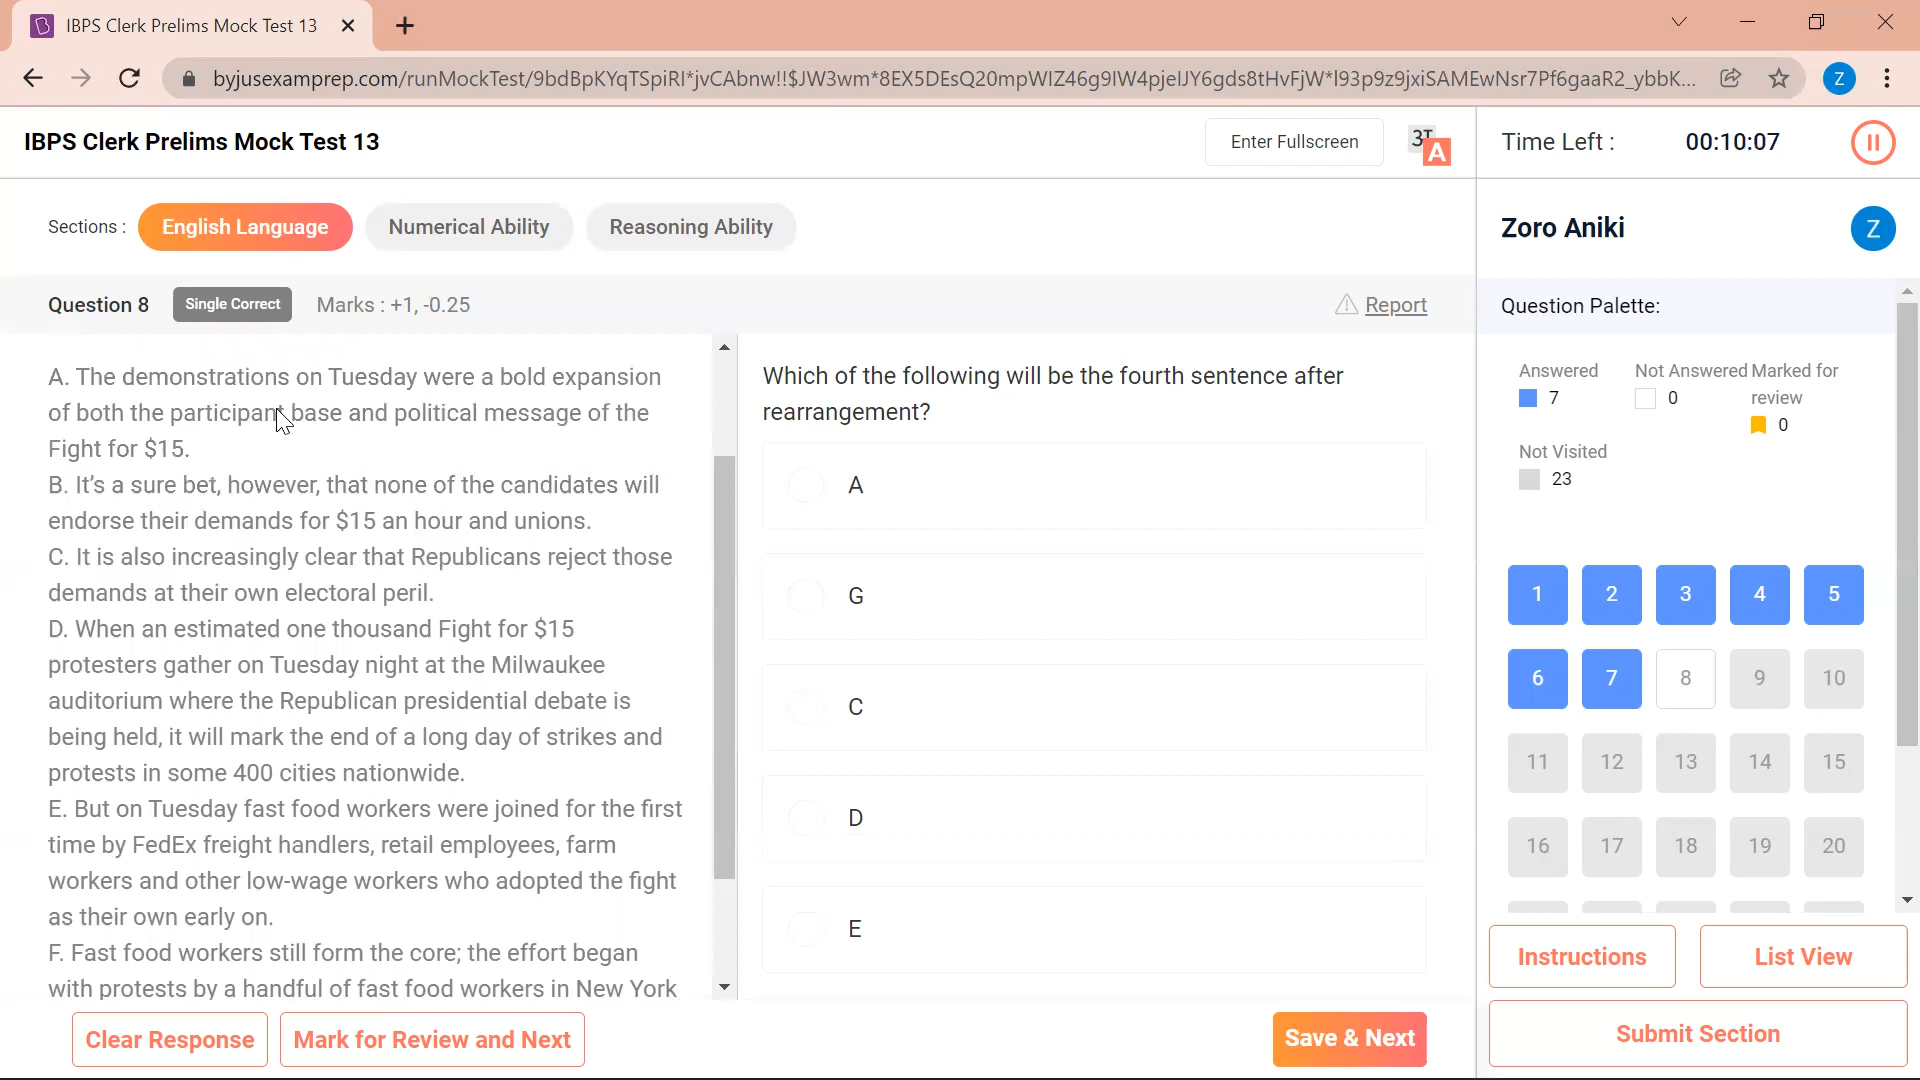 IBPS Clerk Prelims Mock Test 13
byjusexamprep.com/runMockTest/9bdBpKYqTSpiRI*jvCAbnw!!$JW3wm*8EX5DEsQ20mpWIZ46g9IW4pjeIJY6gds8tHvFjW*l93p9z9jxiSAMEwNsr7Pf6gaaR2_ybbK...
Z
IBPS Clerk Prelims Mock Test 13
Enter Fullscreen
A
Time Left :
00:10:07
Sections :
English Language
Numerical Ability
Reasoning Ability
Zoro Aniki
Z
Question 8
Single Correct
Marks : +1, -0.25
Report
Question Palette:
A. The demonstrations on Tuesday were a bold expansion
of both the participant base and political message of the
Fight for $15.
B. It’s a sure bet, however, that none of the candidates will
endorse their demands for $15 an hour and unions.
C. It is also increasingly clear that Republicans reject those
demands at their own electoral peril.
D. When an estimated one thousand Fight for $15
protesters gather on Tuesday night at the Milwaukee
auditorium where the Republican presidential debate is
being held, it will mark the end of a long day of strikes and
protests in some 400 cities nationwide.
E. But on Tuesday fast food workers were joined for the first
time by FedEx freight handlers, retail employees, farm
workers and other low-wage workers who adopted the fight
as their own early on.
F. Fast food workers still form the core; the effort began
with protests by a handful of fast food workers in New York
Which of the following will be the fourth sentence after
rearrangement?
A
G
C
D
E
Answered
7
Not Answered
0
Marked for
review
0
Not Visited
23
1 2 3 4 5
6 7 8 9 10
11 12 13 14 15
16 17 18 19 20
Clear Response
Mark for Review and Next
Save & Next
Instructions
List View
Submit Section